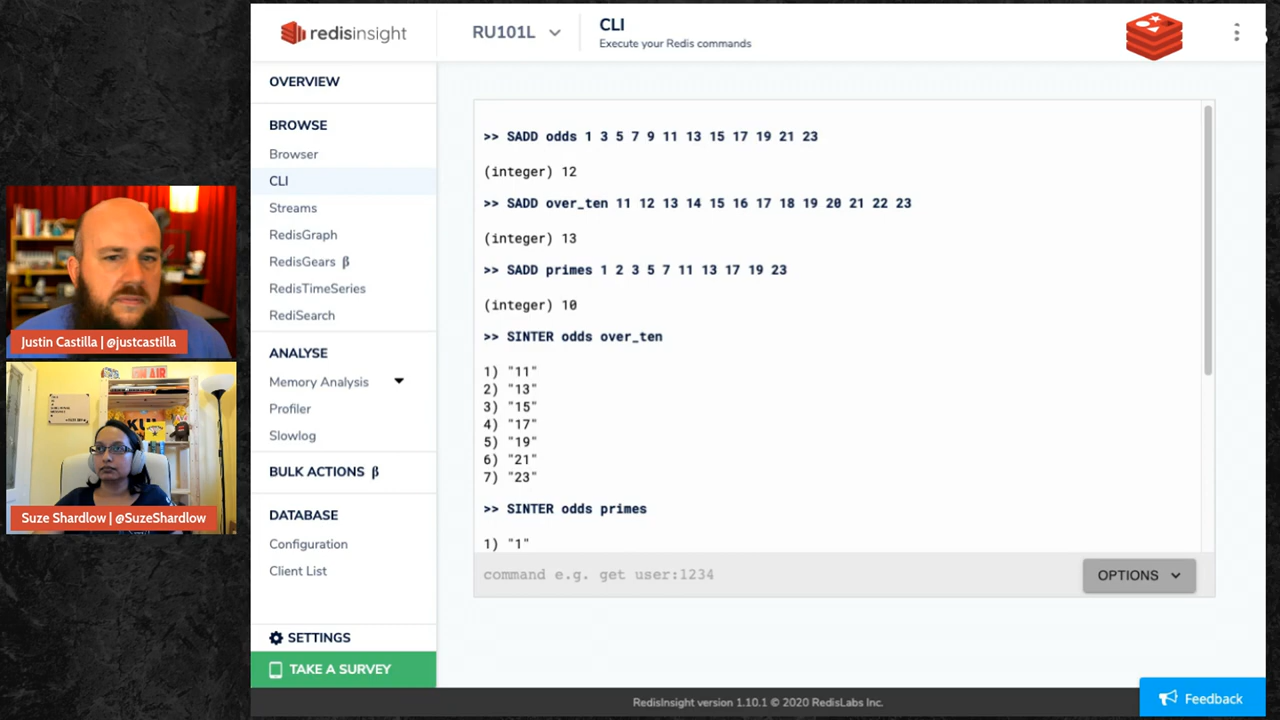 redisinsight
RU101L
CLI
Execute your Redis commands
OVERVIEW
BROWSE
Browser
CLI
Streams
RedisGraph
RedisGears β
RedisTimeSeries
RediSearch
ANALYSE
Memory Analysis
Profiler
Slowlog
BULK ACTIONS β
DATABASE
Configuration
Client List
SETTINGS
TAKE A SURVEY
>> SADD odds 1 3 5 7 9 11 13 15 17 19 21 23
(integer) 12
>> SADD over_ten 11 12 13 14 15 16 17 18 19 20 21 22 23
(integer) 13
>> SADD primes 1 2 3 5 7 11 13 17 19 23
(integer) 10
>> SINTER odds over_ten
1) "11"
2) "13"
3) "15"
4) "17"
5) "19"
6) "21"
7) "23"
>> SINTER odds primes
1) "1"
command e.g. get user:1234
OPTIONS
RedisInsight version 1.10.1 © 2020 RedisLabs Inc.
Feedback
Justin Castilla | @justcastilla
ON AIR
Suze Shardlow | @SuzeShardlow